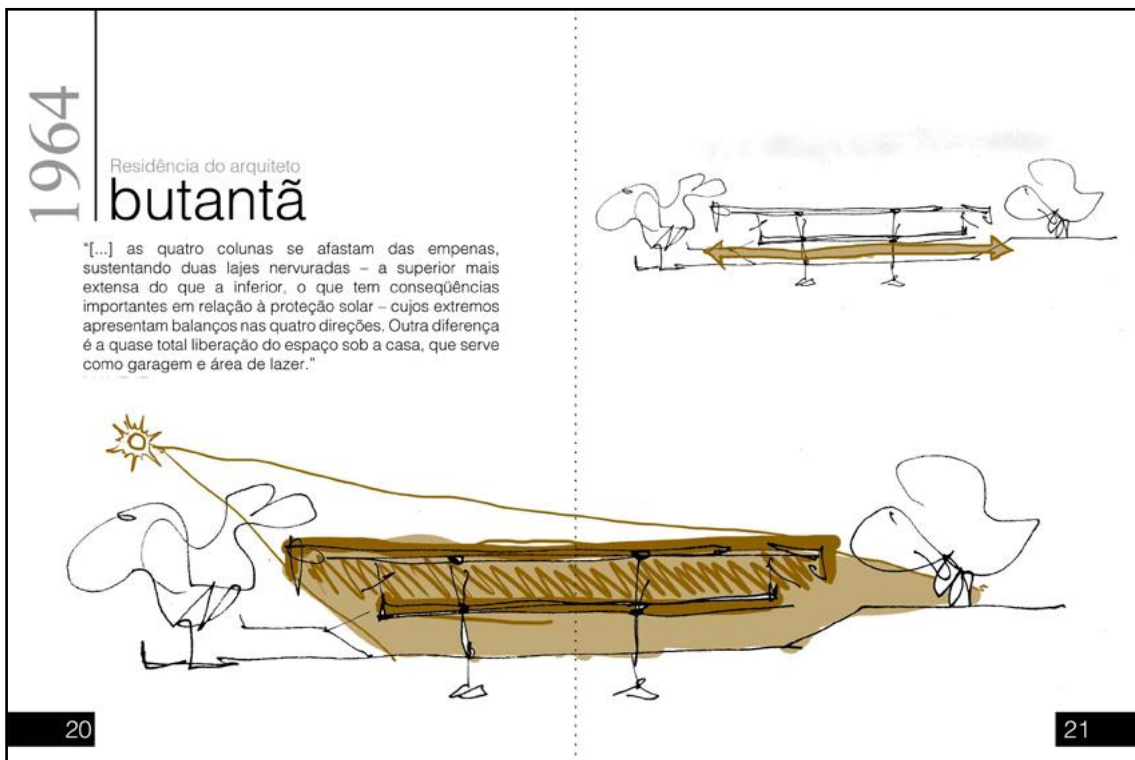 1964
Residência do arquiteto
butantã
"[...] as quatro colunas se afastam das empenas,
sustentando duas lajes nervuradas – a superior mais
extensa do que a inferior, o que tem conseqüências
importantes em relação à proteção solar – cujos extremos
apresentam balanços nas quatro direções. Outra diferença
é a quase total liberação do espaço sob a casa, que serve
como garagem e área de lazer."
20
21